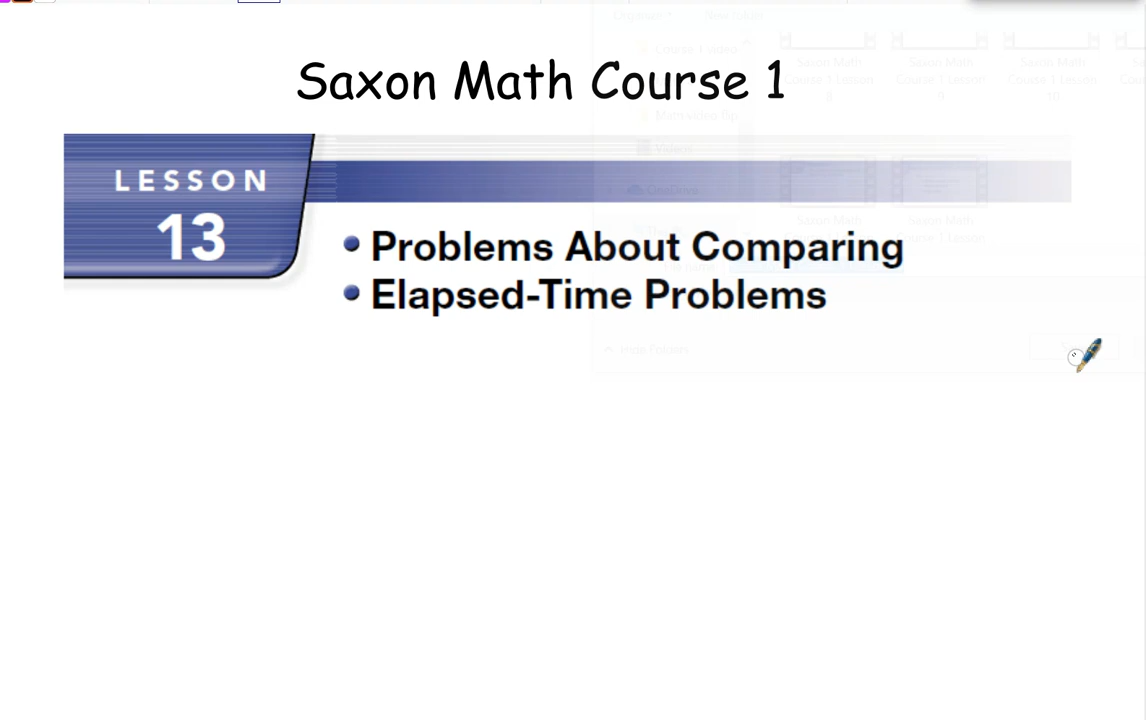 Saxon Math Course 1
LESSON
13
• Problems About Comparing
• Elapsed-Time Problems